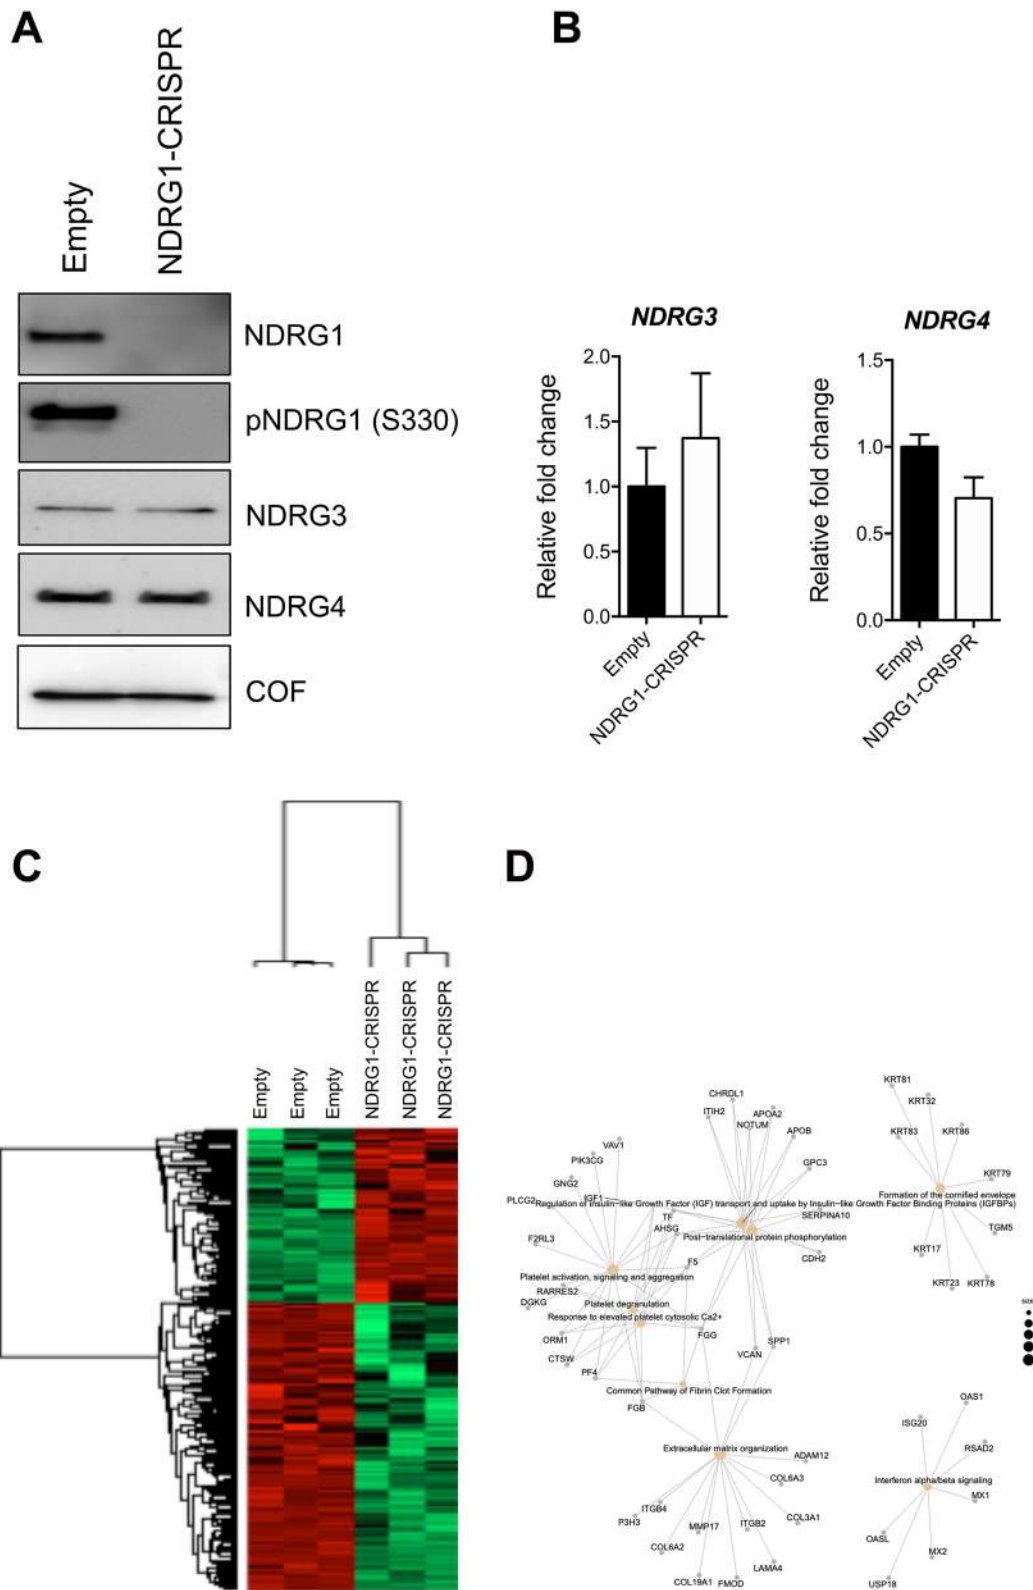 A
B
Empty
NDRG1-CRISPR
NDRG1
pNDRG1 (S330)
NDRG3
NDRG4
COF
NDRG3
Relative fold change
2.0
1.5
1.0
0.5
0.0
Empty
NDRG1-CRISPR
NDRG4
Relative fold change
1.5
1.0
0.5
0.0
Empty
NDRG1-CRISPR
C
Empty
Empty
Empty
NDRG1-CRISPR
NDRG1-CRISPR
NDRG1-CRISPR
D
KRT81
CHRDL1
KRT32
ITIH2
APOA2
NOTUM
APOB
KRT83
KRT86
VAV1
PIK3CG
GPC3
GNG2
KRT79
PLCG2
IGF1
Formation of the cornified envelope
Regulation of Insulin−like Growth Factor (IGF) transport and uptake by Insulin−like Growth Factor Binding Proteins (IGFBPs)
TF
SERPINA10
AHSG
TGM5
F2RL3
Post−translational protein phosphorylation
KRT17
CDH2
F5
Platelet activation, signaling and aggregation
KRT23
KRT78
RARRES2
DGKG
Platelet degranulation
size
Response to elevated platelet cytosolic Ca2+
ORM1
FGG
SPP1
CTSW
VCAN
PF4
Common Pathway of Fibrin Clot Formation
FGB
OAS1
ISG20
Extracellular matrix organization
RSAD2
ADAM12
COL6A3
Interferon alpha/beta signaling
MX1
ITGB4
P3H3
MMP17
ITGB2
COL3A1
COL6A2
OASL
MX2
LAMA4
COL19A1
FMOD
USP18